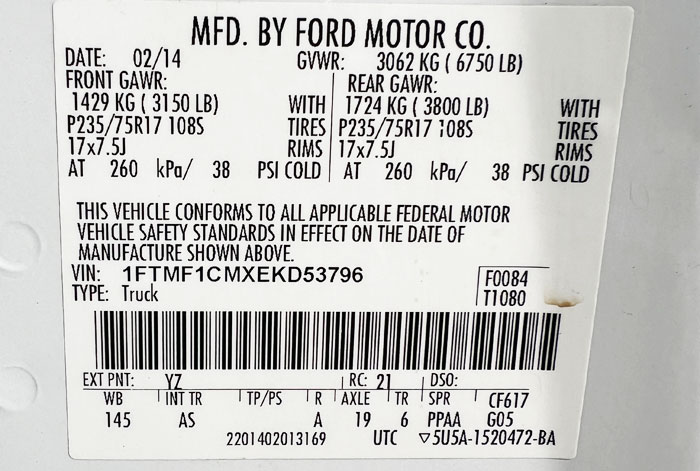 MFD. BY FORD MOTOR CO.
DATE: 02/14 GVWR: 3062 KG ( 6750 LB)
FRONT GAWR: REAR GAWR:
1429 KG ( 3150 LB) WITH 1724 KG ( 3800 LB) WITH
P235/75R17 108S TIRES P235/75R17 108S TIRES
17x7.5J RIMS 17x7.5J RIMS
AT 260 kPa/ 38 PSI COLD AT 260 kPa/ 38 PSI COLD
THIS VEHICLE CONFORMS TO ALL APPLICABLE FEDERAL MOTOR
VEHICLE SAFETY STANDARDS IN EFFECT ON THE DATE OF
MANUFACTURE SHOWN ABOVE.
VIN: 1FTMF1CMXEKD53796 F0084
TYPE: Truck T1080
EXT PNT: YZ RC: 21 DSO:
WB INT TR TP/PS R AXLE TR SPR CF617
145 AS A 19 6 PPAA G05
2201402013169 UTC ▽5U5A-1520472-BA